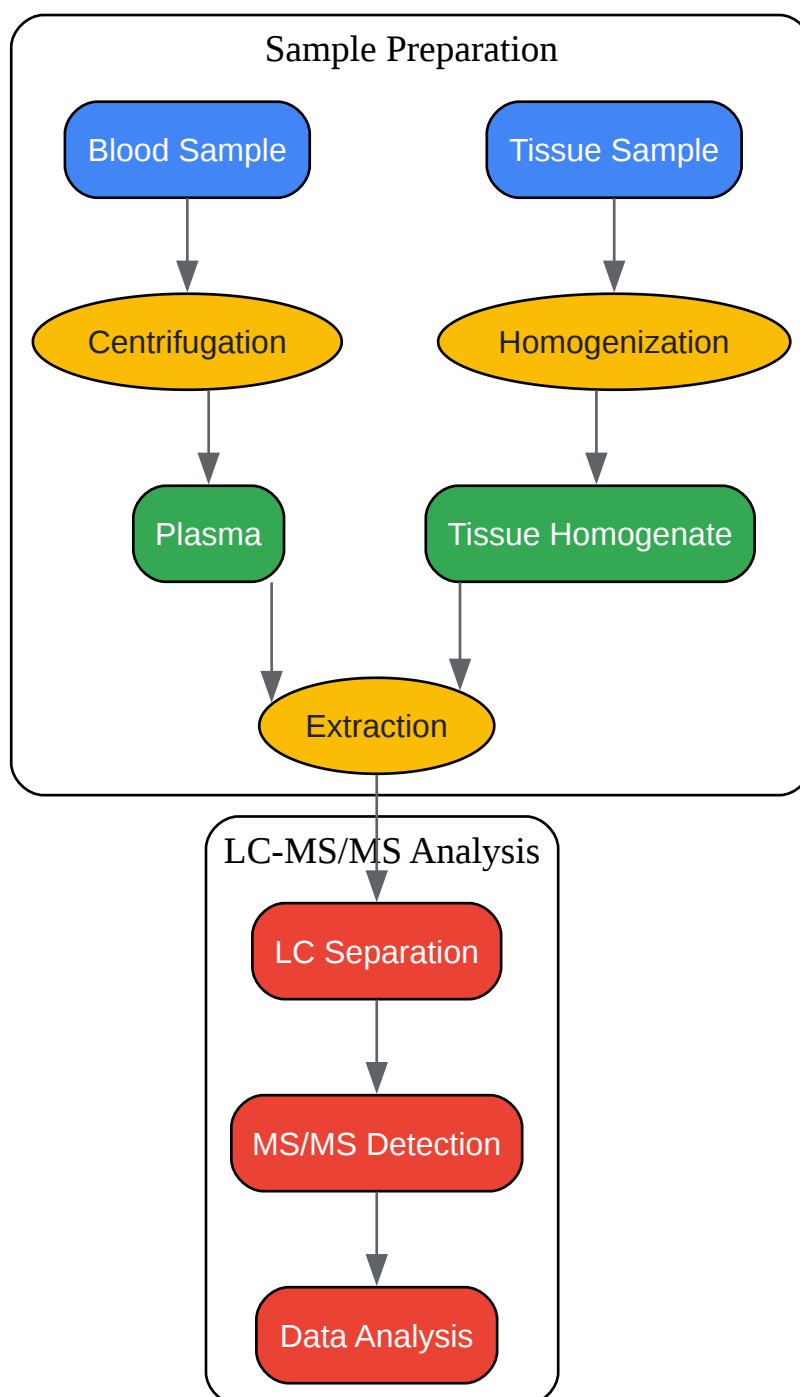 Sample Preparation
Blood Sample
Tissue Sample
Centrifugation
Homogenization
Plasma
Tissue Homogenate
Extraction
LC-MS/MS Analysis
LC Separation
MS/MS Detection
Data Analysis